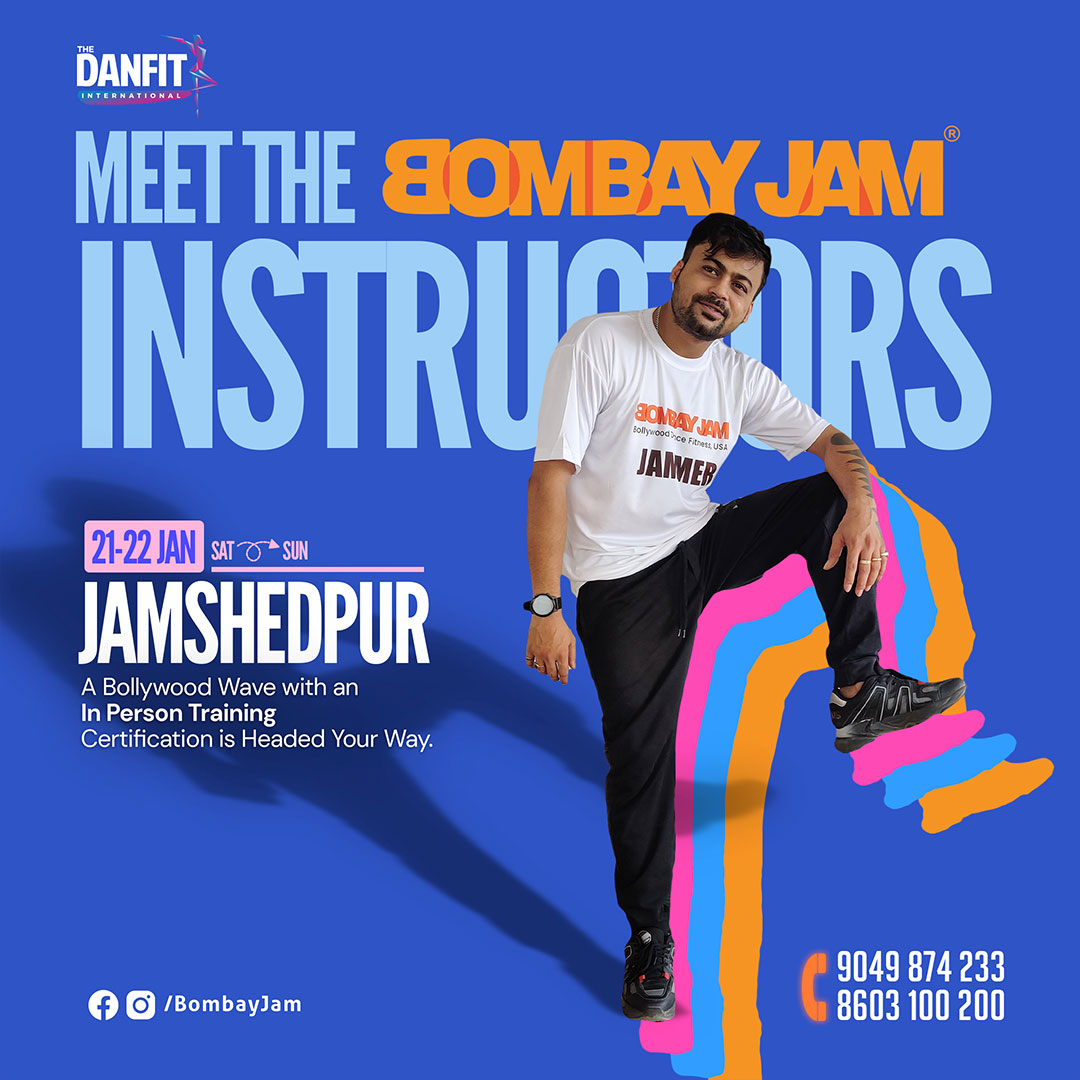 THE
DANFIT
INTERNATIONAL
MEET THE BOMBAY JAM®
INSTRUCTORS
BOMBAY JAM
Bollywood Dance Fitness, USA
JAMMER
21-22 JAN SAT SUN
JAMSHEDPUR
A Bollywood Wave with an
In Person Training
Certification is Headed Your Way.
/BombayJam
9049 874 233
8603 100 200